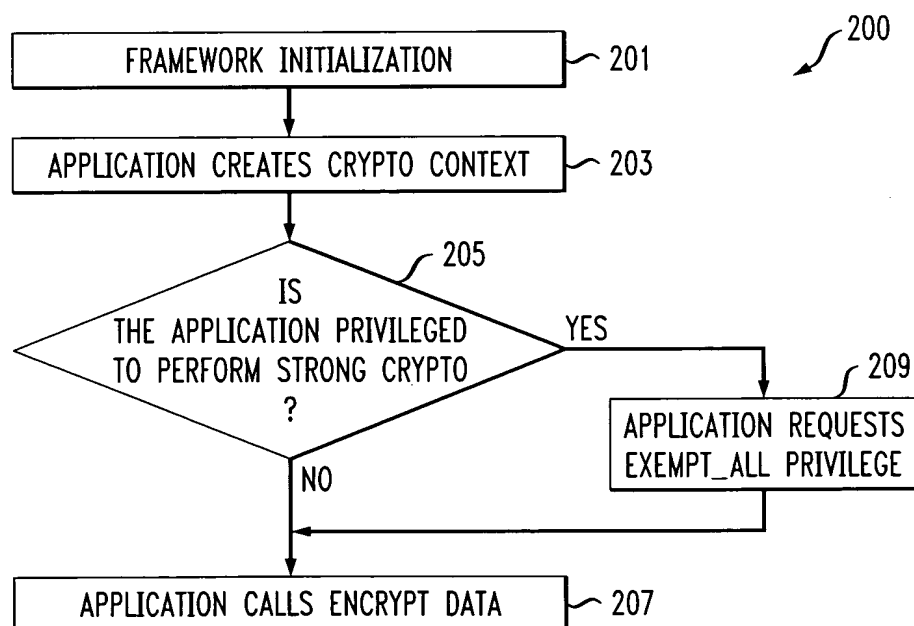 200
FRAMEWORK INITIALIZATION 201
APPLICATION CREATES CRYPTO CONTEXT 203
205
IS
THE APPLICATION PRIVILEGED
TO PERFORM STRONG CRYPTO
?
YES
209
APPLICATION REQUESTS
EXEMPT_ALL PRIVILEGE
NO
APPLICATION CALLS ENCRYPT DATA 207